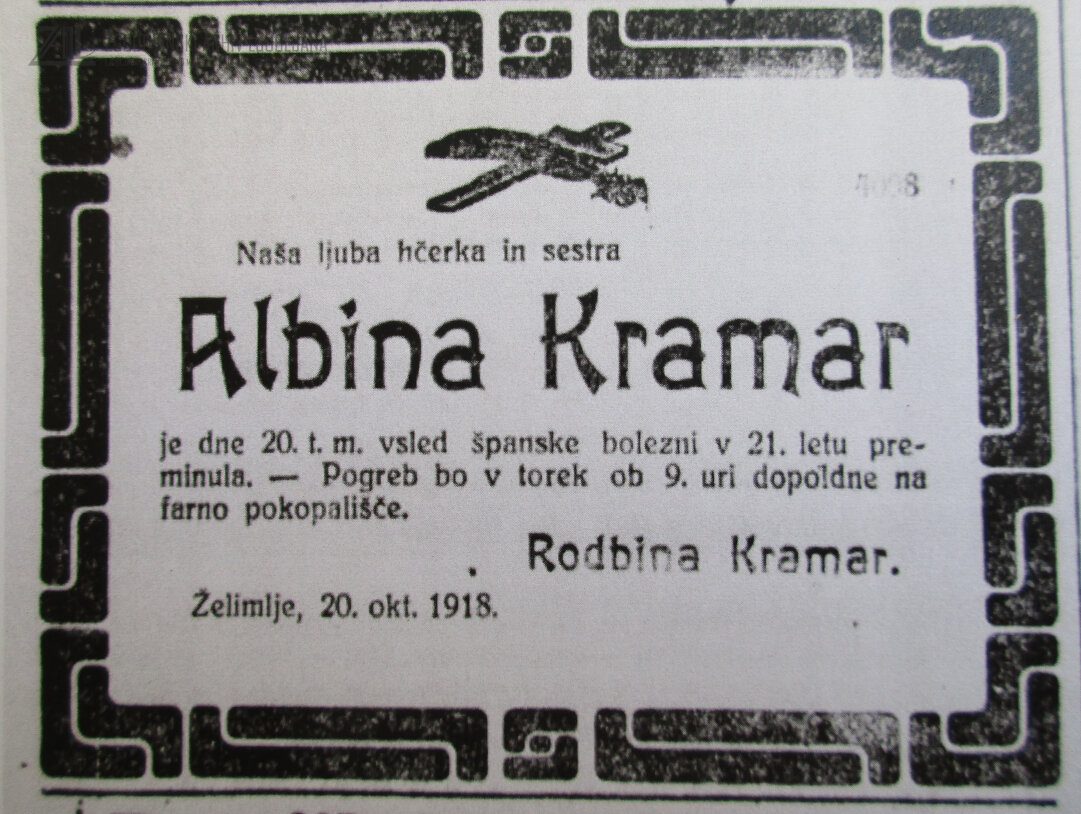 4098
Naša ljuba hčerka in sestra
Albina Kramar
je dne 20. t. m. vsled španske bolezni v 21. letu pre-
minula. — Pogreb bo v torek ob 9. uri dopoldne na
farno pokopališče.
Rodbina Kramar.
Želimlje, 20. okt. 1918.